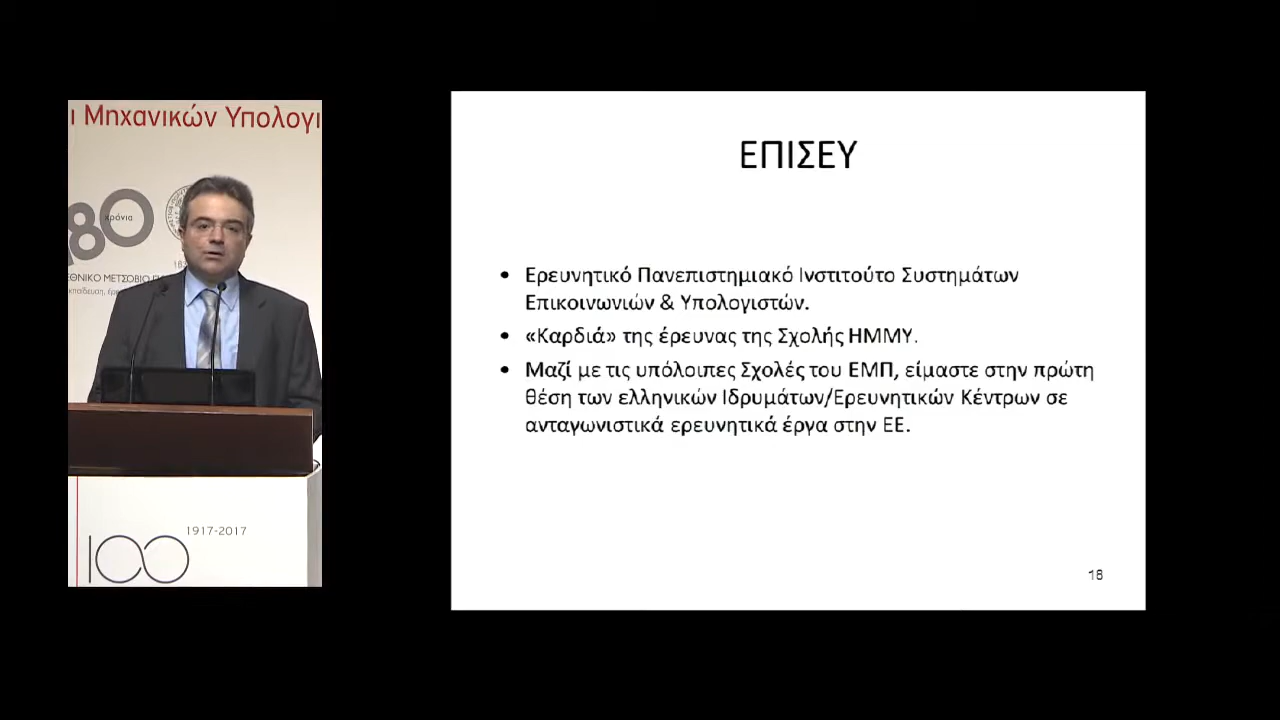 ι Μηχανικών Υπολογι
180
χρόνια
ΕΘΝΙΚΟ ΜΕΤΣΟΒΙΟ
1917-2017
100
ΕΠΙΣΕΥ
• Ερευνητικό Πανεπιστημιακό Ινστιτούτο Συστημάτων
Επικοινωνιών & Υπολογιστών.
• «Καρδιά» της έρευνας της Σχολής ΗΜΜΥ.
• Μαζί με τις υπόλοιπες Σχολές του ΕΜΠ, είμαστε στην πρώτη
θέση των ελληνικών Ιδρυμάτων/Ερευνητικών Κέντρων σε
ανταγωνιστικά ερευνητικά έργα στην ΕΕ.
18